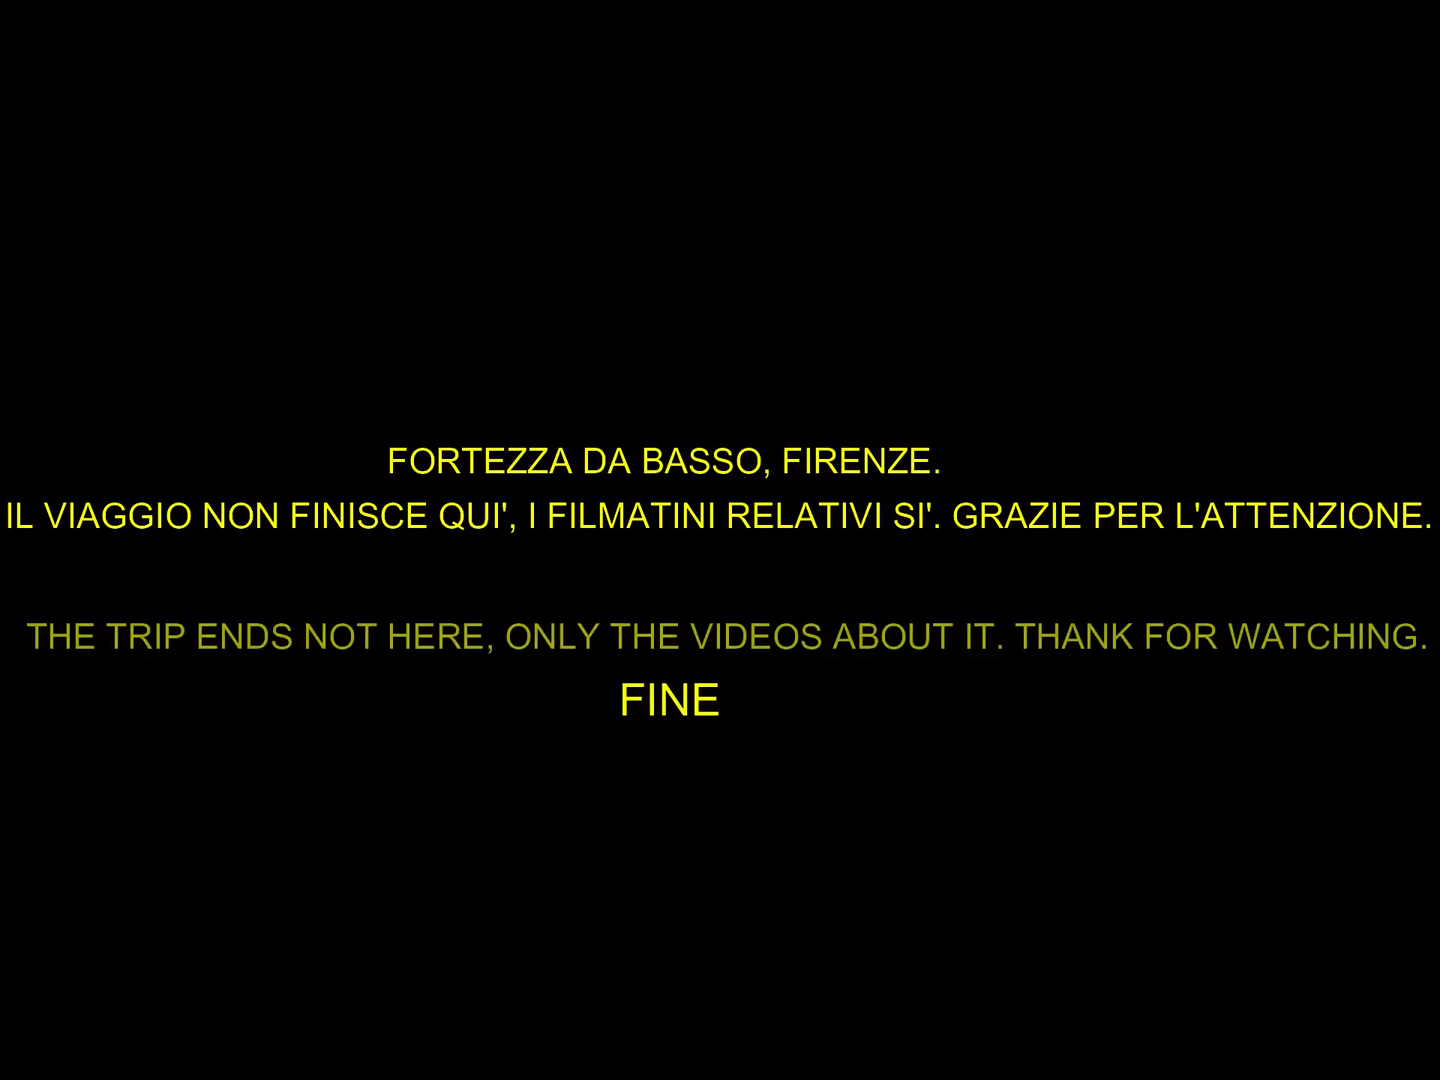 FORTEZZA DA BASSO, FIRENZE.
IL VIAGGIO NON FINISCE QUI', I FILMATINI RELATIVI SI'. GRAZIE PER L'ATTENZIONE.
THE TRIP ENDS NOT HERE, ONLY THE VIDEOS ABOUT IT. THANK FOR WATCHING.
FINE